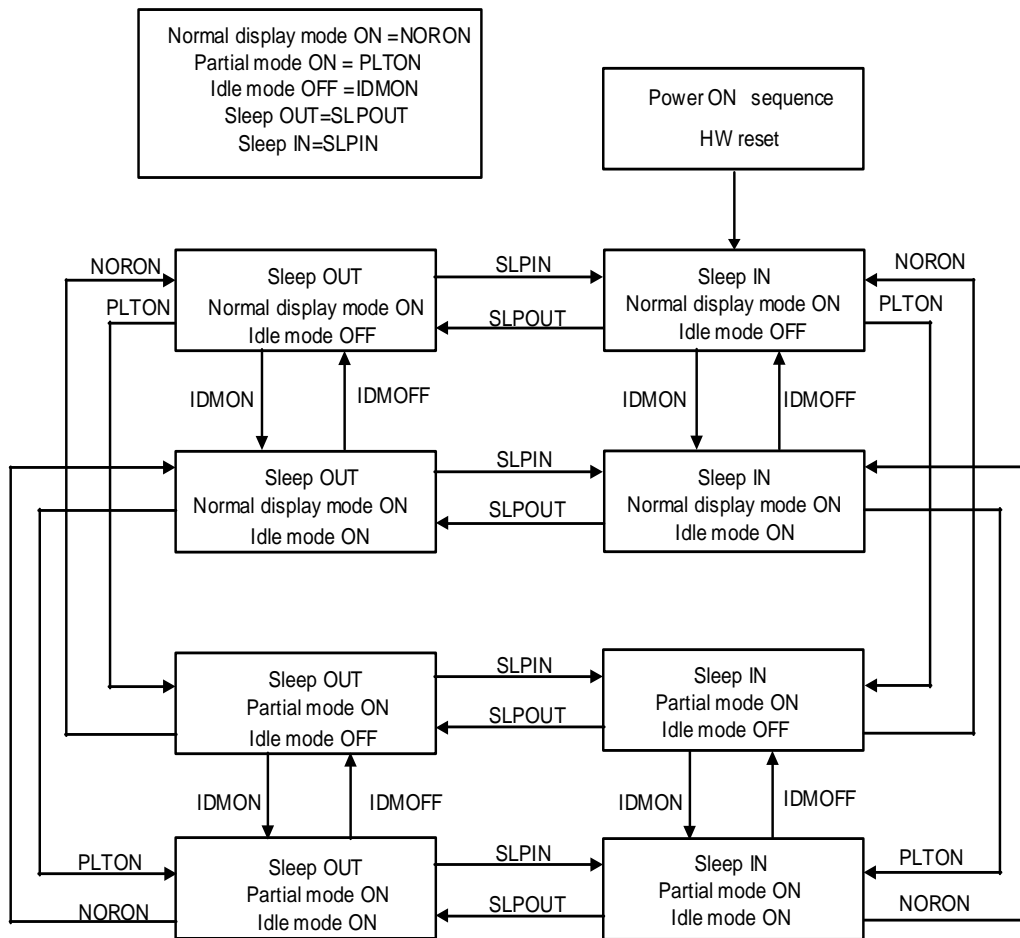 Normal display mode ON =NORON
Partial mode ON = PLTON
Idle mode OFF =IDMON
Sleep OUT=SLPOUT
Sleep IN=SLPIN
Power ON sequence
HW reset
NORON
PLTON
Sleep OUT
Normal display mode ON
Idle mode OFF
SLPIN
SLPOUT
Sleep IN
Normal display mode ON
Idle mode OFF
NORON
PLTON
IDMON
IDMOFF
IDMON
IDMOFF
Sleep OUT
Normal display mode ON
Idle mode ON
SLPIN
SLPOUT
Sleep IN
Normal display mode ON
Idle mode ON
Sleep OUT
Partial mode ON
Idle mode OFF
SLPIN
SLPOUT
Sleep IN
Partial mode ON
Idle mode OFF
IDMON
IDMOFF
IDMON
IDMOFF
PLTON
NORON
Sleep OUT
Partial mode ON
Idle mode ON
SLPIN
SLPOUT
Sleep IN
Partial mode ON
Idle mode ON
PLTON
NORON